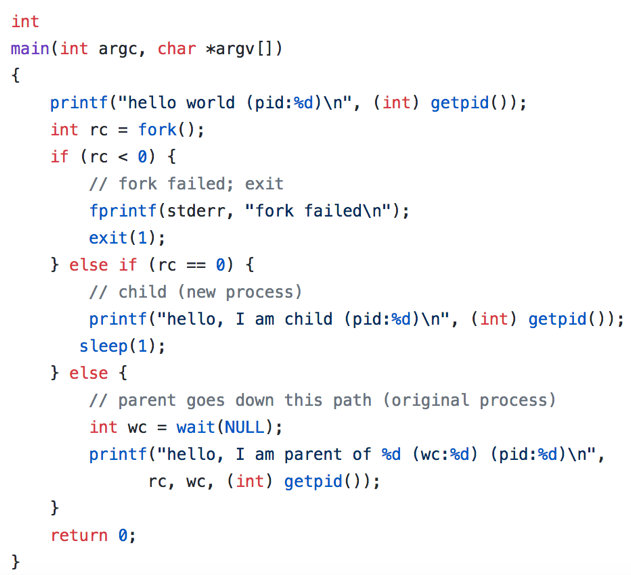 int
main(int argc, char *argv[])
{
    printf("hello world (pid:%d)\n", (int) getpid());
    int rc = fork();
    if (rc < 0) {
        // fork failed; exit
        fprintf(stderr, "fork failed\n");
        exit(1);
    } else if (rc == 0) {
        // child (new process)
        printf("hello, I am child (pid:%d)\n", (int) getpid());
       sleep(1);
    } else {
        // parent goes down this path (original process)
        int wc = wait(NULL);
        printf("hello, I am parent of %d (wc:%d) (pid:%d)\n",
              rc, wc, (int) getpid());
    }
    return 0;
}